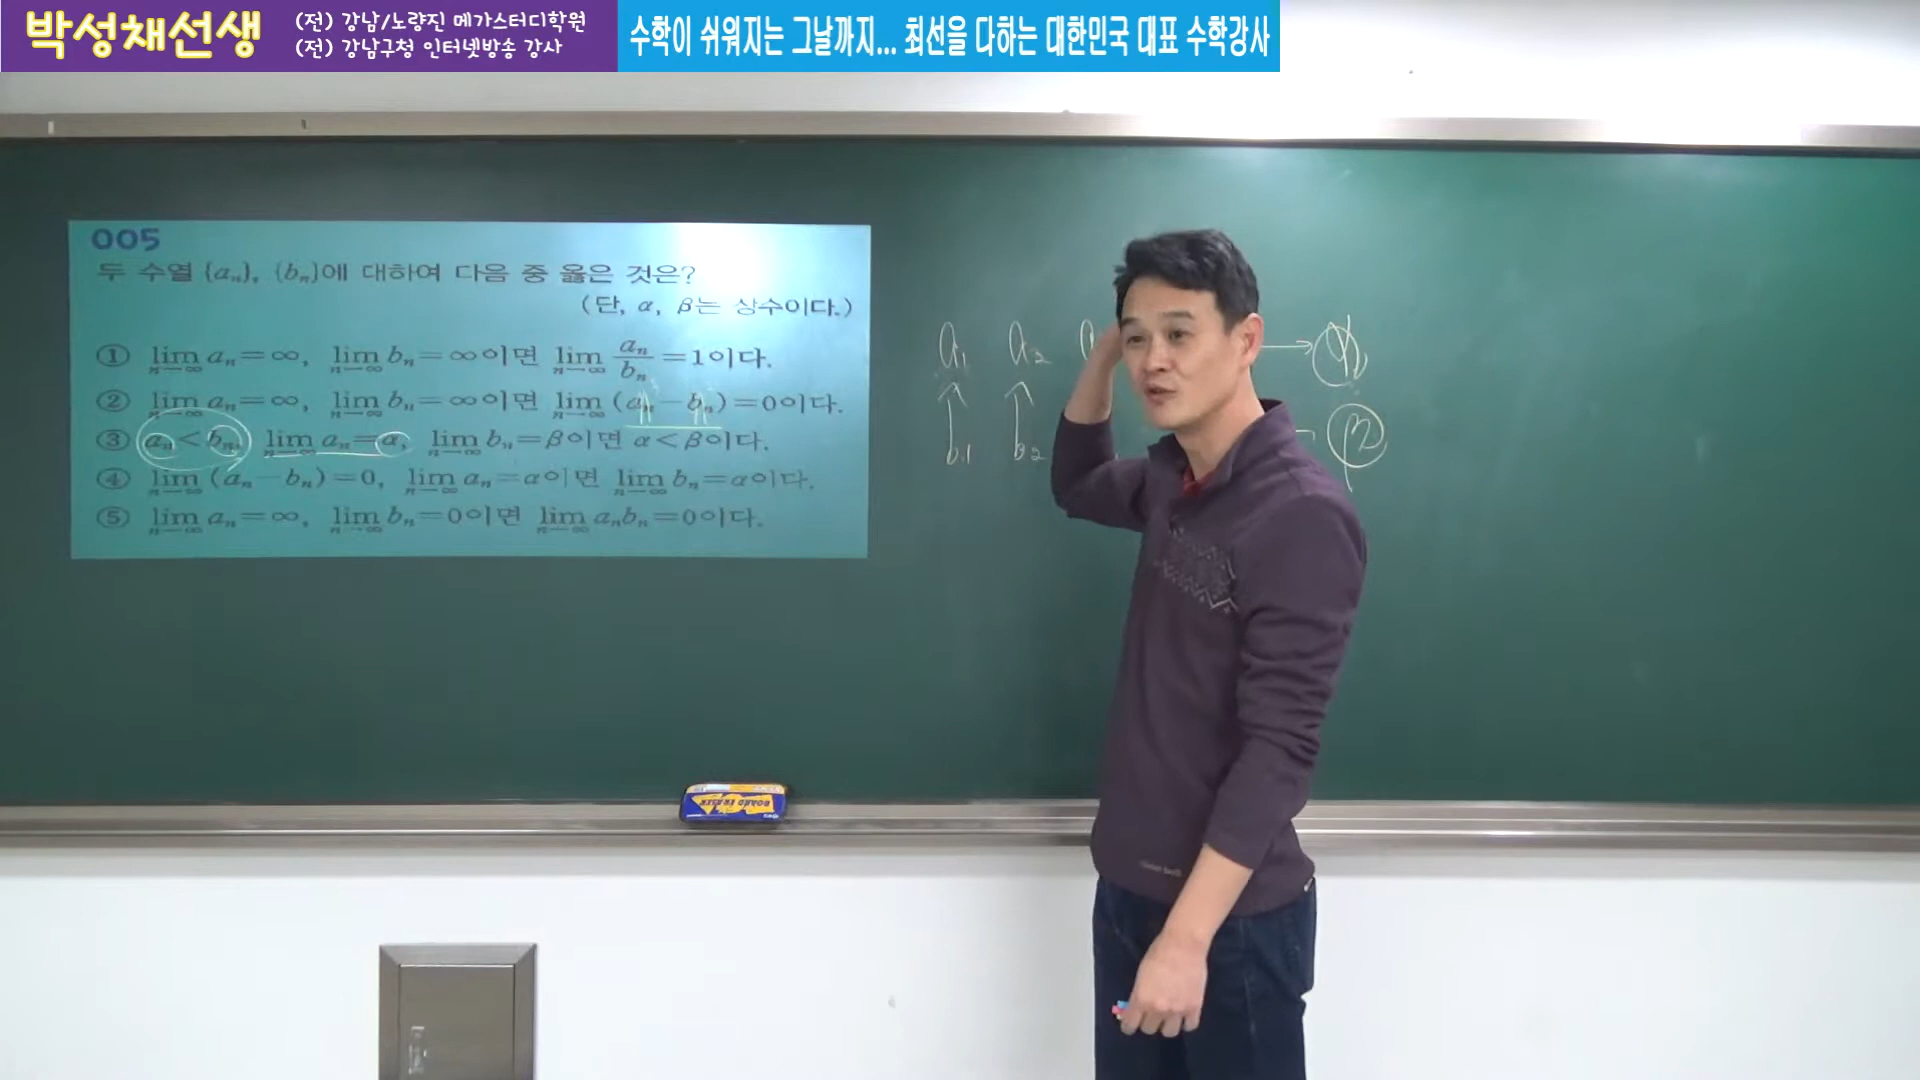 박성채선생
(전) 강남/노량진 메가스터디학원
(전) 강남구청 인터넷방송 강사
수학이 쉬워지는 그날까지... 최선을 다하는 대한민국 대표 수학강사
005
두 수열 {aₙ}, {bₙ}에 대하여 다음 중 옳은 것은?
(단, α, β는 상수이다.)
① lim n→∞ aₙ=∞, lim n→∞ bₙ=∞이면 lim n→∞ aₙ/bₙ=1이다.
② lim n→∞ aₙ=∞, lim n→∞ bₙ=∞이면 lim n→∞ (aₙ-bₙ)=0이다.
③ aₙ<bₙ, lim n→∞ aₙ=α, lim n→∞ bₙ=β이면 α<β이다.
④ lim n→∞ (aₙ-bₙ)=0, lim n→∞ aₙ=α이면 lim n→∞ bₙ=α이다.
⑤ lim n→∞ aₙ=∞, lim n→∞ bₙ=0이면 lim n→∞ aₙbₙ=0이다.
a₁ a₂ → α
b₁ b₂ β
BOARD ERASER